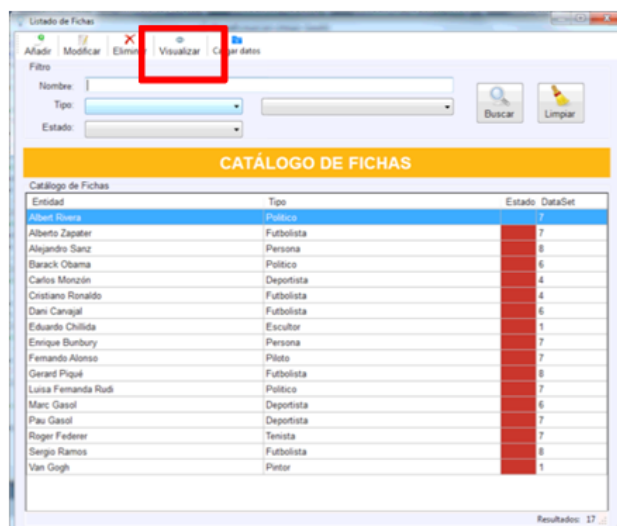 Listado de Fichas
Añadir Modificar Eliminar Visualizar Cargar datos
Filtro
Nombre:
Tipo:
Estado:
Buscar Limpiar
CATÁLOGO DE FICHAS
Catálogo de Fichas
Entidad Tipo Estado DataSet
Albert Rivera Politico 7
Alberto Zapater Futbolista 7
Alejandro Sanz Persona 8
Barack Obama Politico 6
Carlos Monzón Deportista 4
Cristiano Ronaldo Futbolista 4
Dani Carvajal Futbolista 6
Eduardo Chillida Escultor 1
Enrique Bunbury Persona 7
Fernando Alonso Piloto 7
Gerard Piqué Futbolista 8
Luisa Fernanda Rudi Politico 7
Marc Gasol Deportista 6
Pau Gasol Deportista 7
Roger Federer Tenista 7
Sergio Ramos Futbolista 8
Van Gogh Pintor 1
Resultados: 17